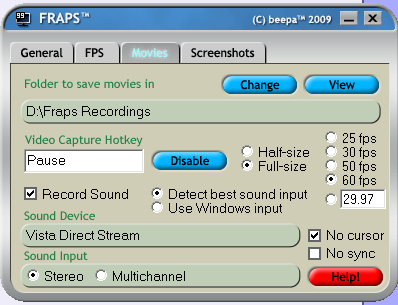 99 FRAPS™ (C) beepa™ 2009
General FPS Movies Screenshots
Folder to save movies in Change View
D:\Fraps Recordings
Video Capture Hotkey
Pause Disable
Half-size
Full-size
25 fps
30 fps
50 fps
60 fps
29.97
Record Sound
Detect best sound input
Use Windows input
Sound Device
Vista Direct Stream
No cursor
Sound Input
No sync
Stereo Multichannel Help!